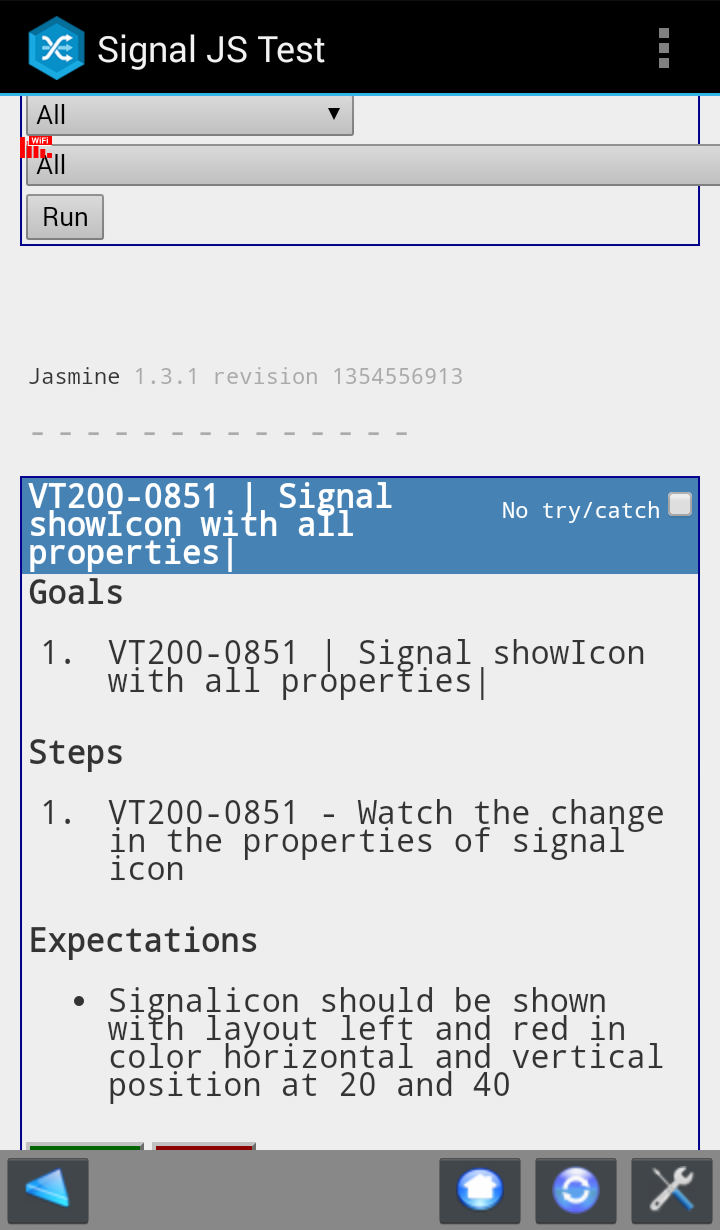 Signal JS Test
All
WiFi
All
Run
Jasmine 1.3.1 revision 1354556913
- - - - - - - - - - - - - -
VT200-0851 | Signal
showIcon with all
properties|
No try/catch
Goals
1. VT200-0851 | Signal showIcon
with all properties|
Steps
1. VT200-0851 - Watch the change
in the properties of signal
icon
Expectations
• Signalicon should be shown
with layout left and red in
color horizontal and vertical
position at 20 and 40